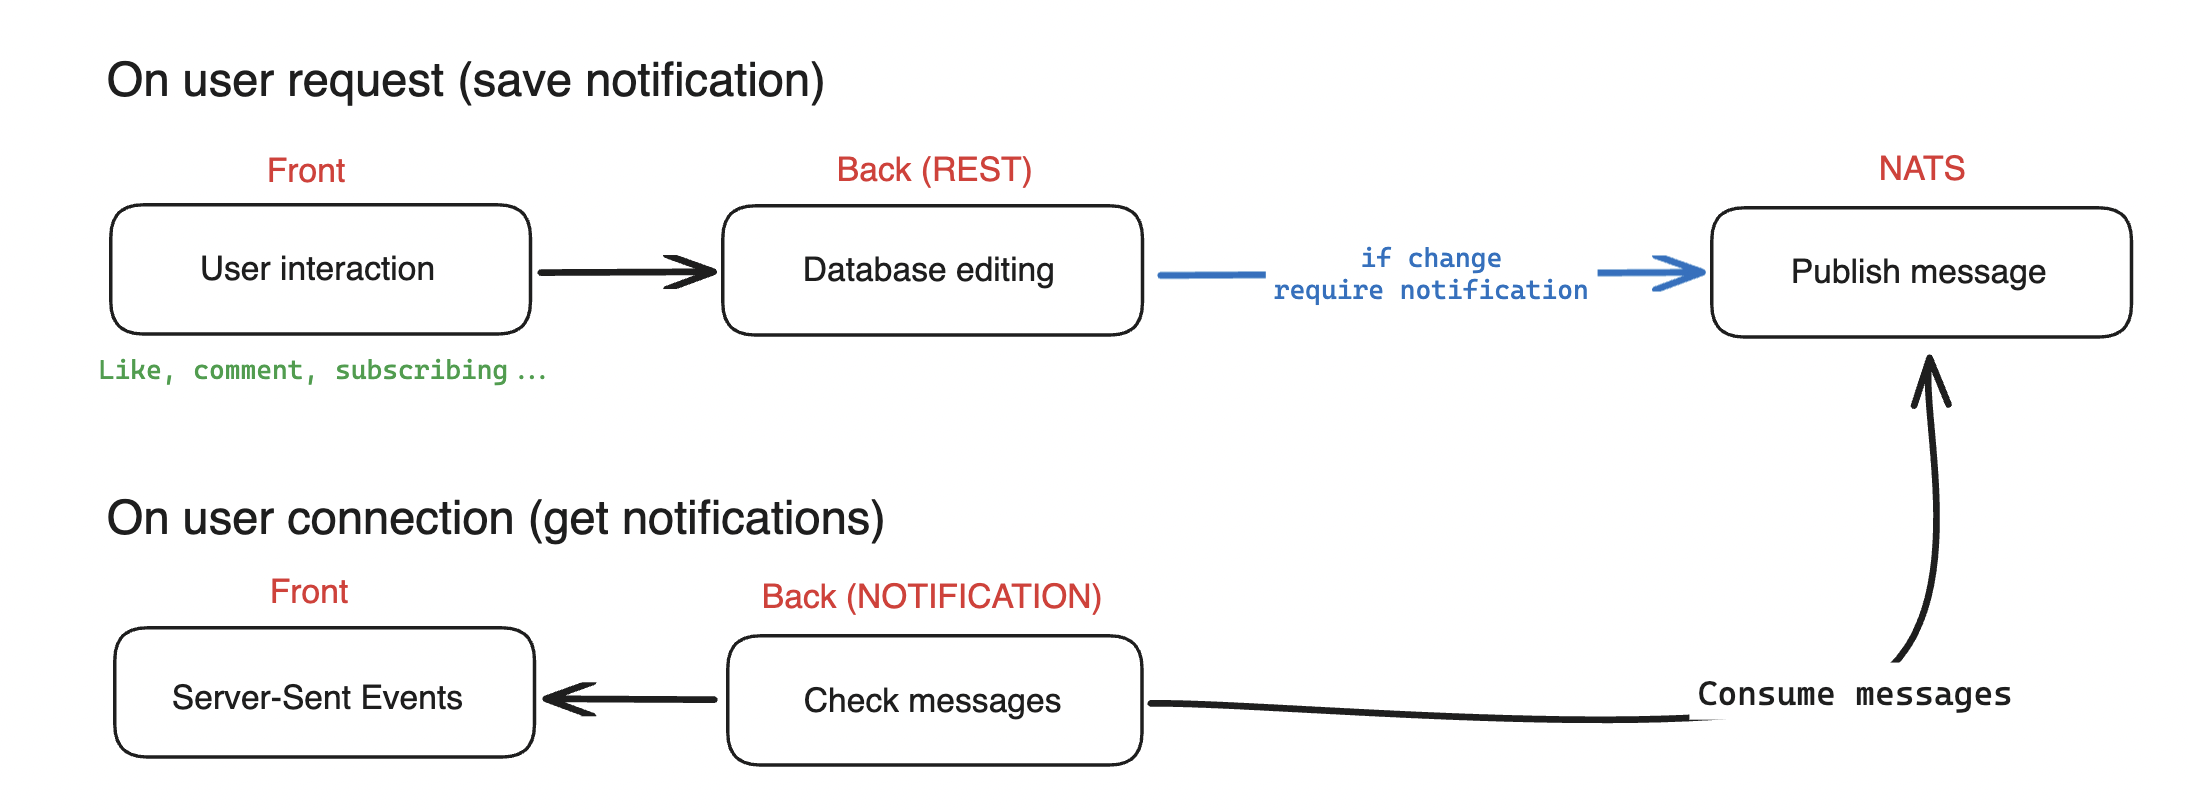 On user request (save notification)
Front
Back (REST)
NATS
User interaction
Database editing
if change
require notification
Publish message
Like, comment, subscribing...
On user connection (get notifications)
Front
Back (NOTIFICATION)
Server-Sent Events
Check messages
Consume messages